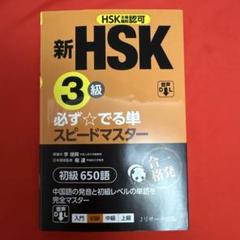 HSK 認可
音声
DL
新HSK
3級
必ず☆でる単
スピードマスター
初級650語
合格
中国語の発音と初級レベルの単語を
完全マスター
入門 初級 中級 上級
Jリサーチ出版